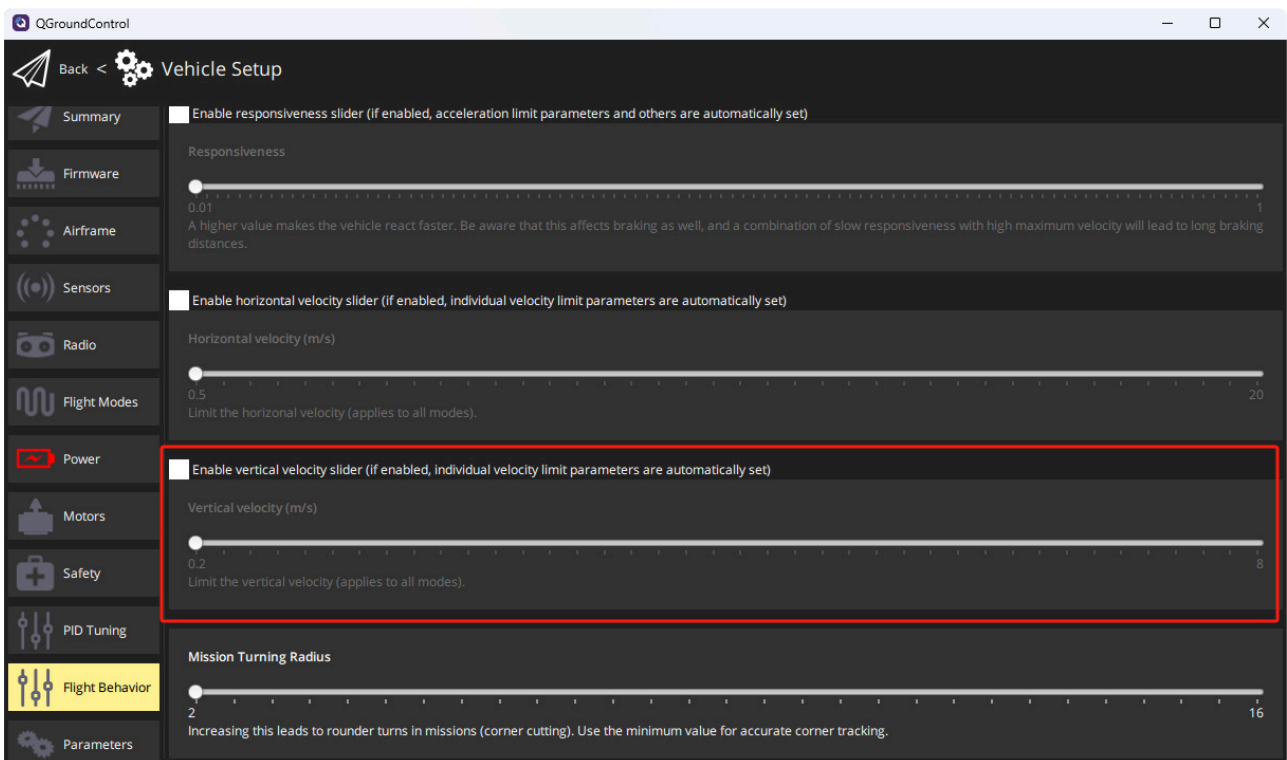 QGroundControl
Back < Vehicle Setup
Summary
Firmware
Airframe
Sensors
Radio
Flight Modes
Power
Motors
Safety
PID Tuning
Flight Behavior
Parameters
Enable responsiveness slider (if enabled, acceleration limit parameters and others are automatically set)
Responsiveness
0.01 1
A higher value makes the vehicle react faster. Be aware that this affects braking as well, and a combination of slow responsiveness with high maximum velocity will lead to long braking
distances.
Enable horizontal velocity slider (if enabled, individual velocity limit parameters are automatically set)
Horizontal velocity (m/s)
0.5 20
Limit the horizonal velocity (applies to all modes).
Enable vertical velocity slider (if enabled, individual velocity limit parameters are automatically set)
Vertical velocity (m/s)
0.2 8
Limit the vertical velocity (applies to all modes).
Mission Turning Radius
2 16
Increasing this leads to rounder turns in missions (corner cutting). Use the minimum value for accurate corner tracking.